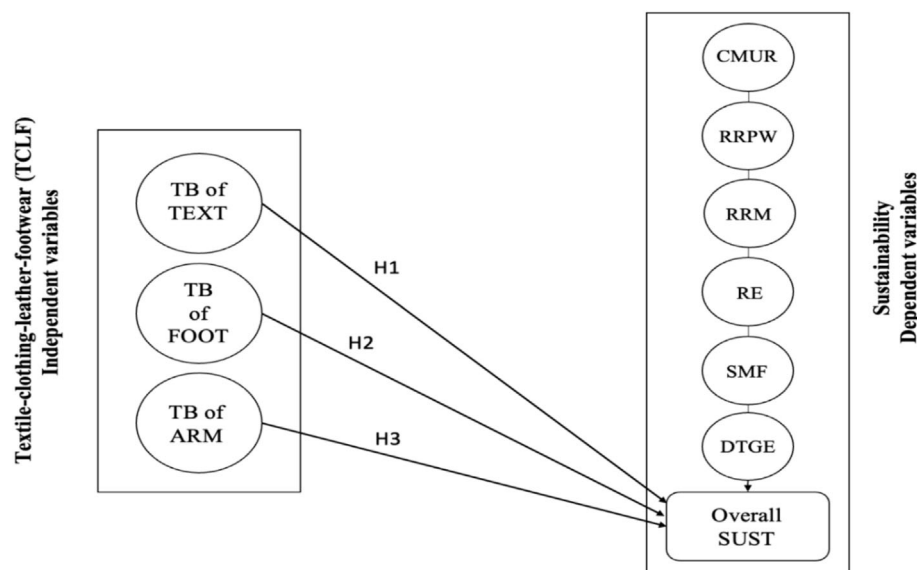 Textile-clothing-leather-footwear (TCLF)
Independent variables
TB of
TEXT
TB
of
FOOT
TB of
ARM
H1
H2
H3
CMUR
RRPW
RRM
RE
SMF
DTGE
Overall
SUST
Sustainability
Dependent variables